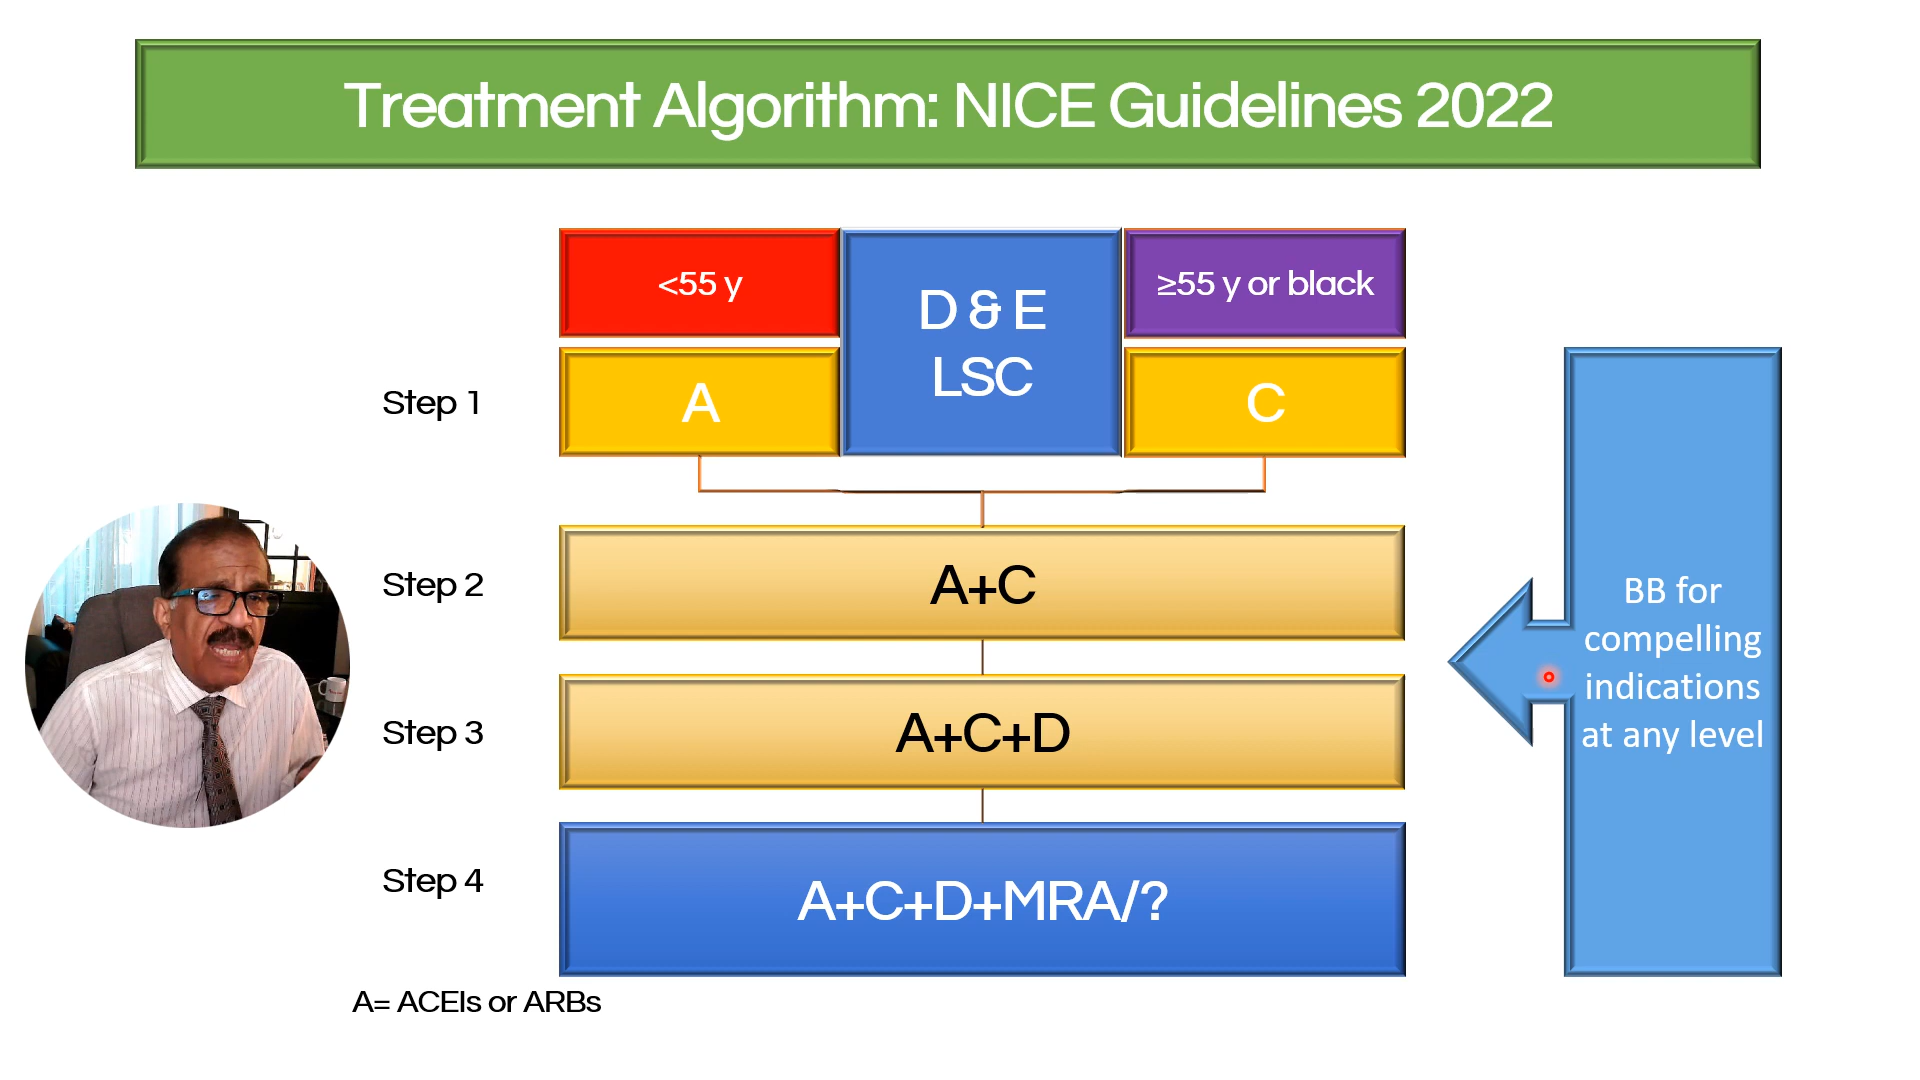 Treatment Algorithm: NICE Guidelines 2022
<55 y
D & E
LSC
≥55 y or black
Step 1
A
C
Step 2
A+C
Step 3
A+C+D
Step 4
A+C+D+MRA/?
BB for
compelling
indications
at any level
A= ACEIs or ARBs